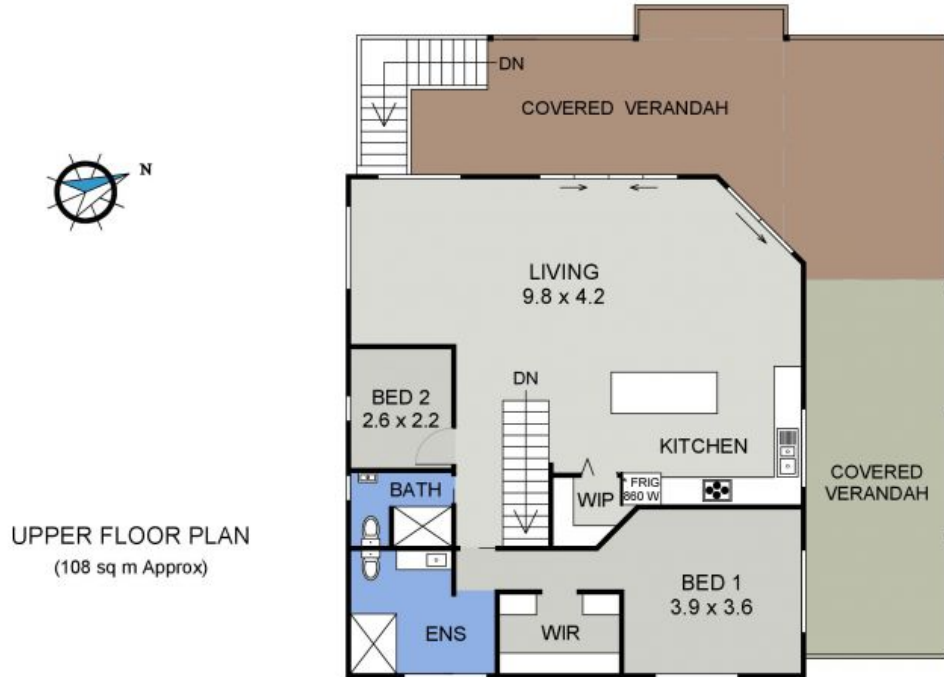 DN
COVERED VERANDAH
N
LIVING
9.8 x 4.2
DN
BED 2
2.6 x 2.2
KITCHEN
BATH
WIP
* FRIG
860 W
COVERED
VERANDAH
UPPER FLOOR PLAN
(108 sq m Approx)
BED 1
3.9 x 3.6
ENS
WIR